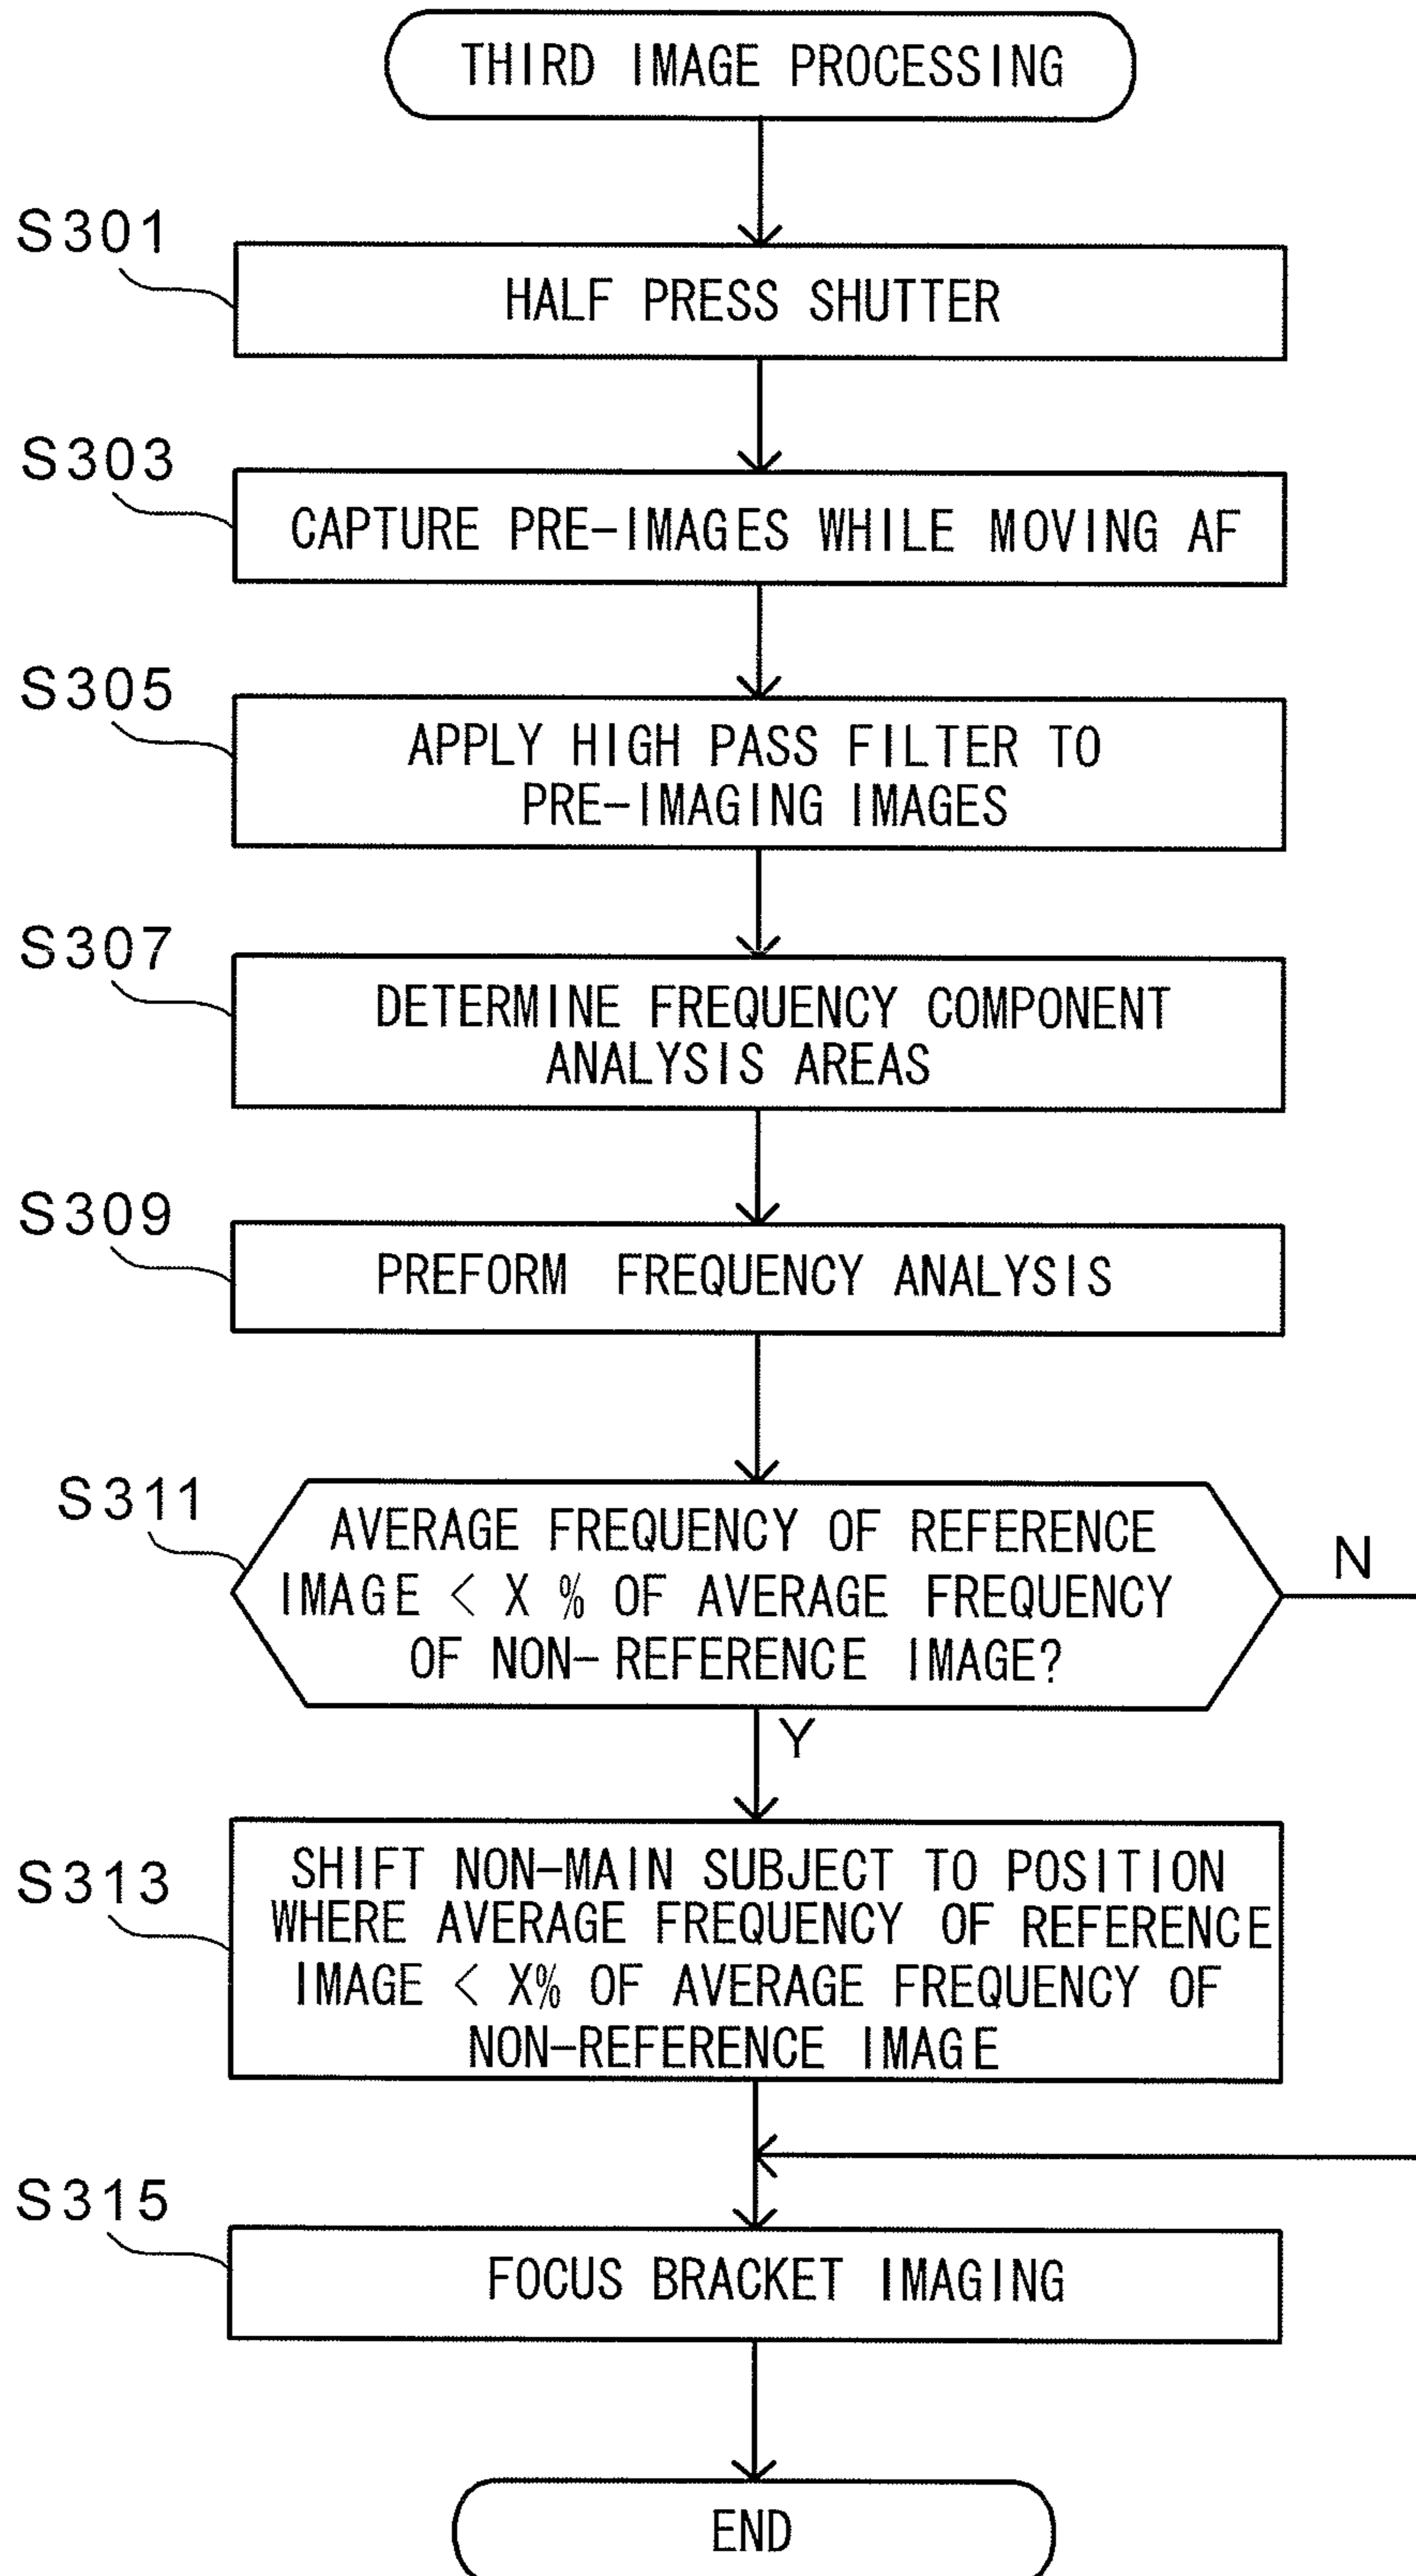 THIRD IMAGE PROCESSING
S301
HALF PRESS SHUTTER
S303
CAPTURE PRE-IMAGES WHILE MOVING AF
S305
APPLY HIGH PASS FILTER TO
PRE-IMAGING IMAGES
S307
DETERMINE FREQUENCY COMPONENT
ANALYSIS AREAS
S309
PREFORM FREQUENCY ANALYSIS
S311
AVERAGE FREQUENCY OF REFERENCE
IMAGE < X % OF AVERAGE FREQUENCY
OF NON-REFERENCE IMAGE?
N
Y
S313
SHIFT NON-MAIN SUBJECT TO POSITION
WHERE AVERAGE FREQUENCY OF REFERENCE
IMAGE < X% OF AVERAGE FREQUENCY OF
NON-REFERENCE IMAGE
S315
FOCUS BRACKET IMAGING
END